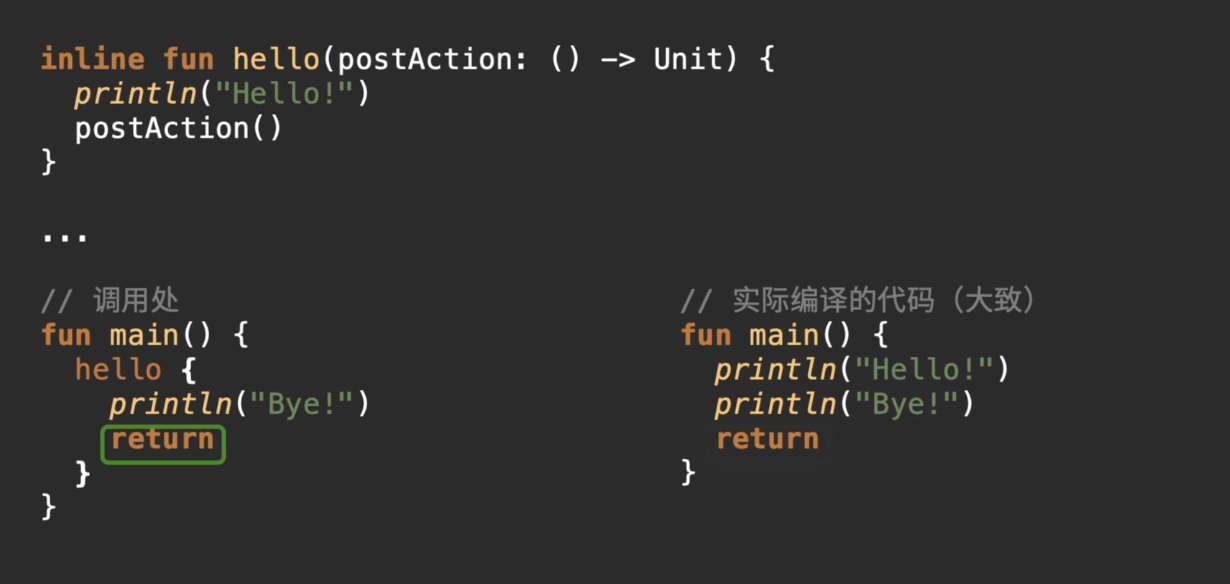 inline fun hello(postAction: () -> Unit) {
  println("Hello!")
  postAction()
}
...
// 调用处
fun main() {
  hello {
    println("Bye!")
    return
  }
}
// 实际编译的代码（大致）
fun main() {
  println("Hello!")
  println("Bye!")
  return
}